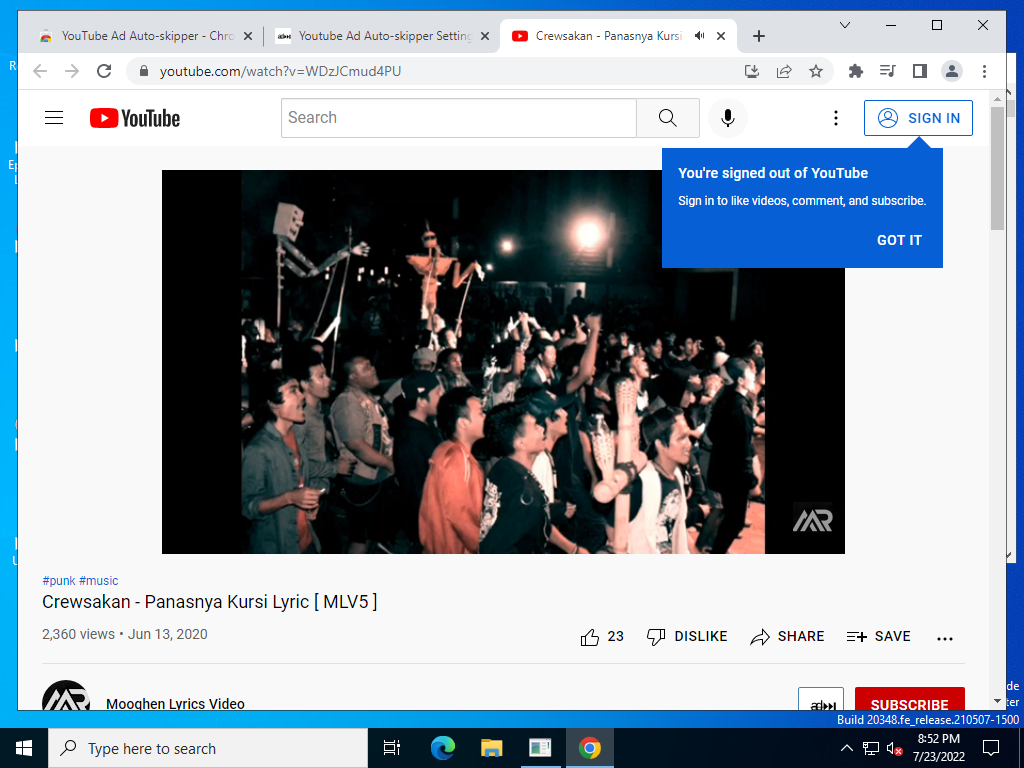 YouTube Ad Auto-skipper - Chro
Youtube Ad Auto-skipper Setting
Crewsakan - Panasnya Kursi
youtube.com/watch?v=WDzJCmud4PU
YouTube
Search
SIGN IN
You're signed out of YouTube
Sign in to like videos, comment, and subscribe.
GOT IT
#punk #music
Crewsakan - Panasnya Kursi Lyric [ MLV5 ]
2,360 views • Jun 13, 2020
23
DISLIKE
SHARE
SAVE
Mooghen Lyrics Video
SUBSCRIBE
Build 20348.fe_release.210507-1500
Type here to search
8:52 PM
7/23/2022